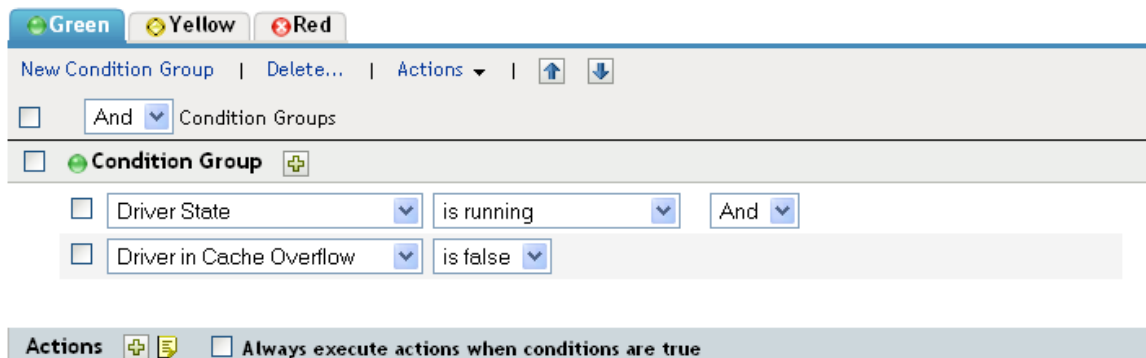 Green Yellow Red
New Condition Group | Delete... | Actions |
And Condition Groups
Condition Group
Driver State is running And
Driver in Cache Overflow is false
Actions Always execute actions when conditions are true